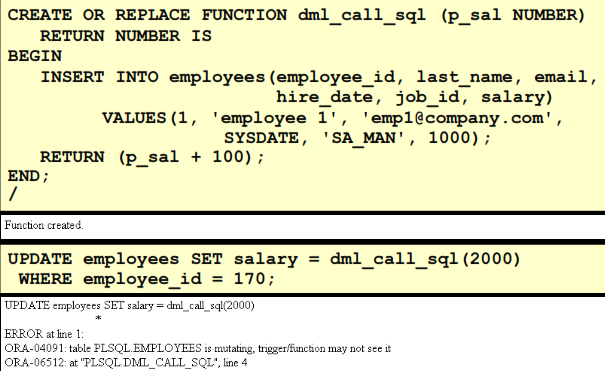 CREATE OR REPLACE FUNCTION dml_call_sql (p_sal NUMBER)
RETURN NUMBER IS
BEGIN
INSERT INTO employees(employee_id, last_name, email,
hire_date, job_id, salary)
VALUES(1, 'employee 1', 'emp1@company.com',
SYSDATE, 'SA_MAN', 1000);
RETURN (p_sal + 100);
END;
/
Function created.
UPDATE employees SET salary = dml_call_sql(2000)
WHERE employee_id = 170;
UPDATE employees SET salary = dml_call_sql(2000)
*
ERROR at line 1:
ORA-04091: table PLSQL.EMPLOYEES is mutating, trigger/function may not see it
ORA-06512: at "PLSQL.DML_CALL_SQL", line 4